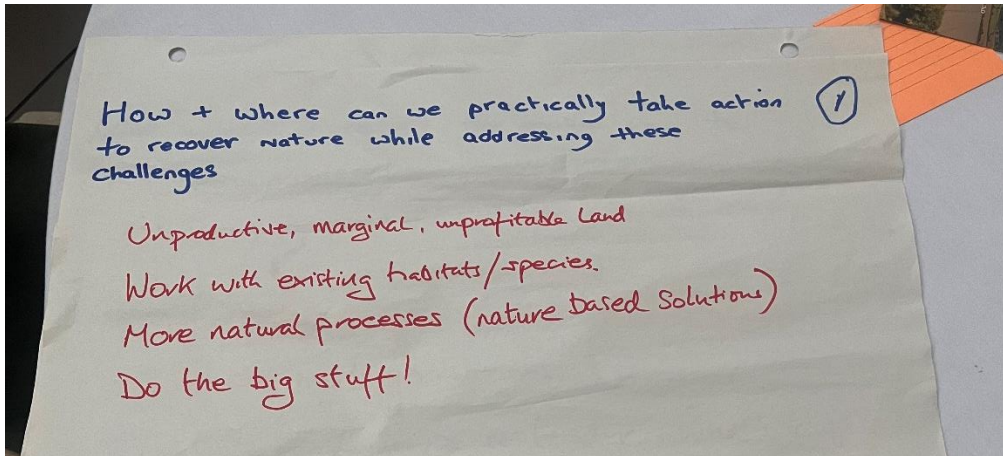 How + where can we practically take action
to recover nature while addressing these
challenges
1
Unproductive, marginal, unprofitable Land
Work with existing habitats/species.
More natural processes (nature based Solutions)
Do the big stuff!